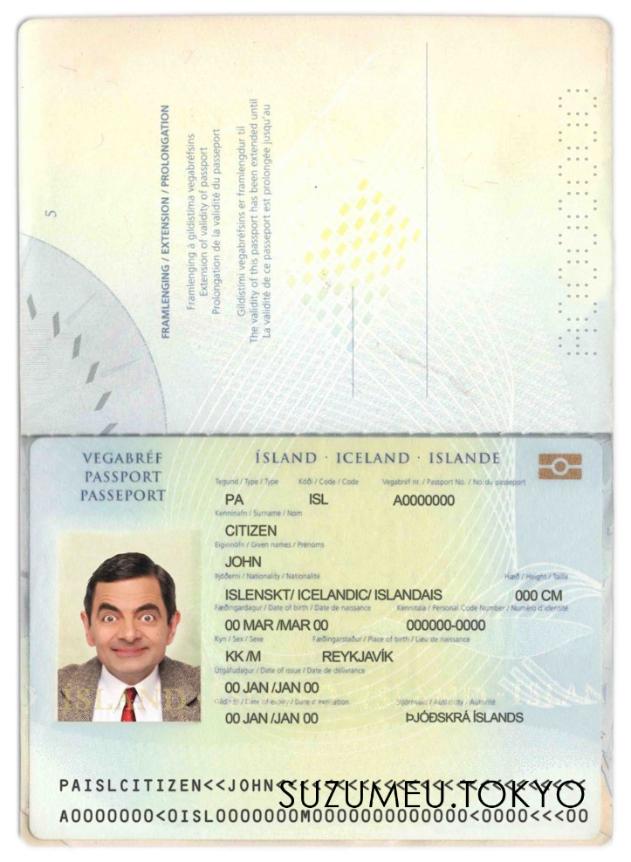 5
FRAMLENGING / EXTENSION / PROLONGATION
Framlenging á gildistíma vegabréfsins
Extension of validity of passport
Prolongation de la validité du passeport
Gildistími vegabréfsins er framlengdur til
The validity of this passport has been extended until
La validité de ce passeport est prolongée jusqu'au
VEGABRÉF
PASSPORT
PASSEPORT
ÍSLAND · ICELAND · ISLANDE
Tegund / Type / Type Kóði / Code / Code Vegabréf nr. / Passport No. / No. du passeport
PA ISL A0000000
Kenninafn / Surname / Nom
CITIZEN
Eiginnöfn / Given names / Prénoms
JOHN
Þjóðerni / Nationality / Nationalité Hæð / Height / Taille
ISLENSKT/ ICELANDIC/ ISLANDAIS 000 CM
Fæðingardagur / Date of birth / Date de naissance Kennitala / Personal Code Number / Numéro d'identité
00 MAR /MAR 00 000000-0000
Kyn / Sex / Sexe Fæðingarstaður / Place of birth / Lieu de naissance
KK /M REYKJAVÍK
Útgáfudagur / Date of issue / Date de délivrance
00 JAN /JAN 00
/ Date of expiry / Date d'expiration / Authority / Autorité
00 JAN /JAN 00 ÞJÓÐSKRÁ ÍSLANDS
ÍSLAND
PAISLCITIZEN<<JOHN<<<<<<<<<<<<<<<<<<<<<<<<<<
SUZUMEU.TOKYO
A0000000<0ISL0000000M00000000000000<0000<<<00